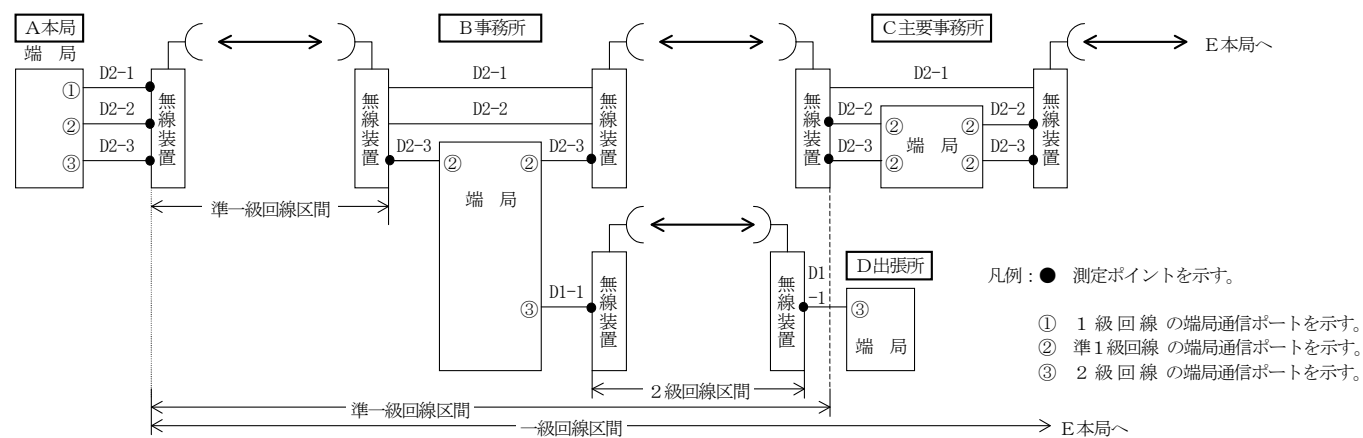 A本局
B事務所
C主要事務所
端 局
E本局へ
D2-1
D2-1
D2-1
①
無線装置
無線装置
無線装置
無線装置
無線装置
D2-2
D2-2
D2-2
D2-2
②
②
端 局
②
D2-3
D2-3
D2-3
D2-3
D2-3
③
②
②
②
②
端 局
準一級回線区間
D出張所
無線装置
無線装置
D1
-1
D1-1
③
③
端 局
凡例:● 測定ポイントを示す。
① 1 級 回 線 の端局通信ポートを示す。
② 準1級回線 の端局通信ポートを示す。
③ 2 級 回 線 の端局通信ポートを示す。
2級回線区間
準一級回線区間
一級回線区間
E本局へ